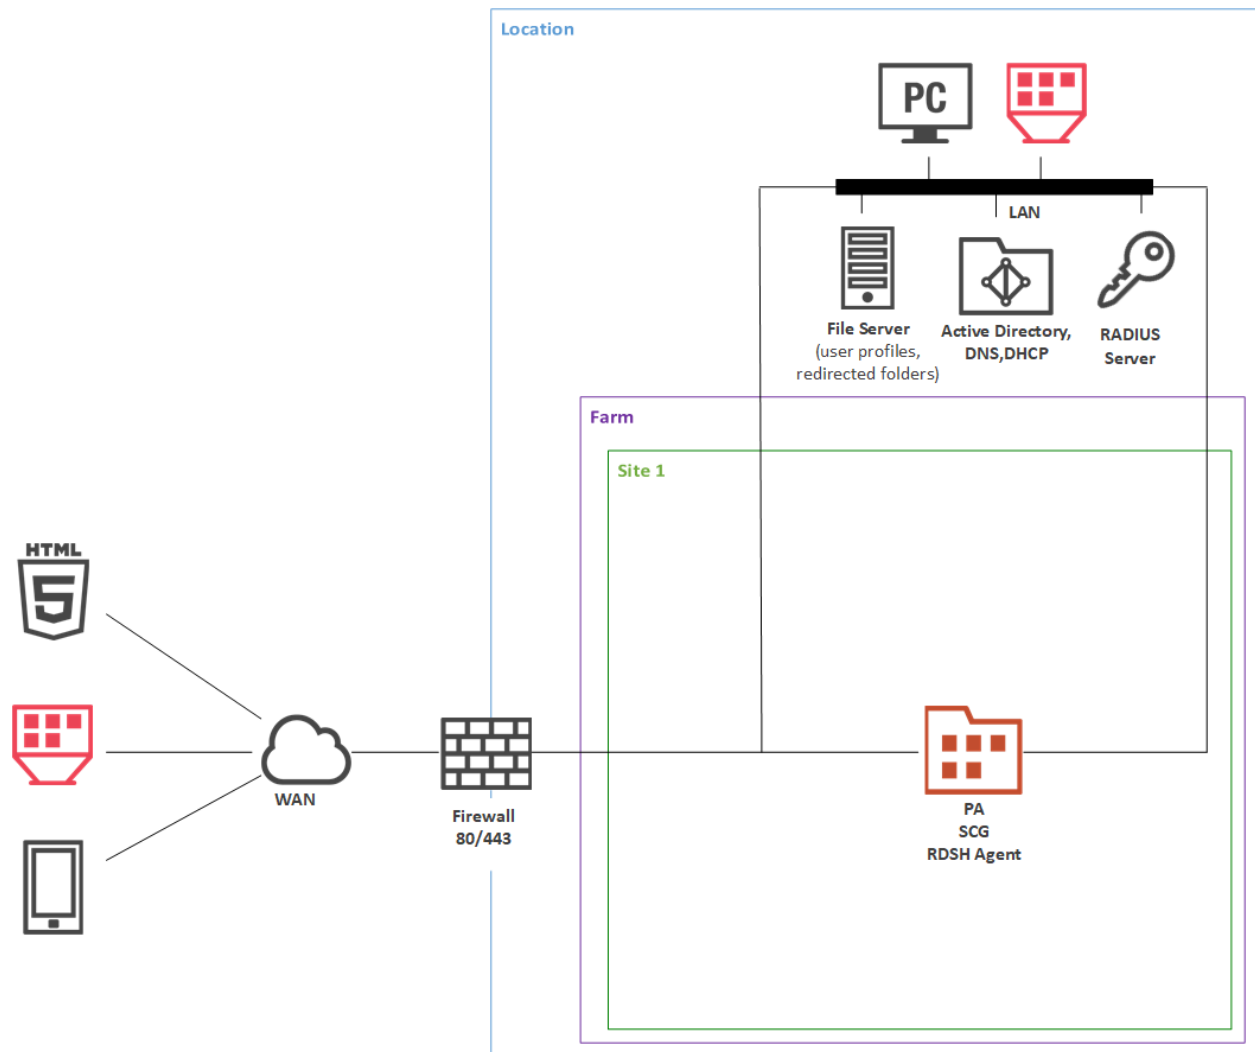 Location
PC
LAN
File Server
(user profiles,
redirected folders)
Active Directory,
DNS,DHCP
RADIUS
Server
Farm
Site 1
HTML
5
WAN
Firewall
80/443
PA
SCG
RDSH Agent